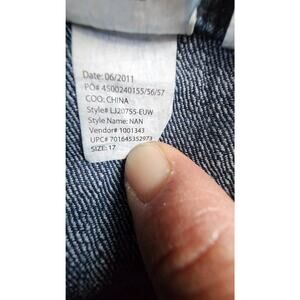 Date: 06/2011
PO# 4500240155/56/57
COO: CHINA
Style# LJ20755-EUW
Style Name: NAN
Vendor# 1001343
UPC# 701645352973
SIZE: 17